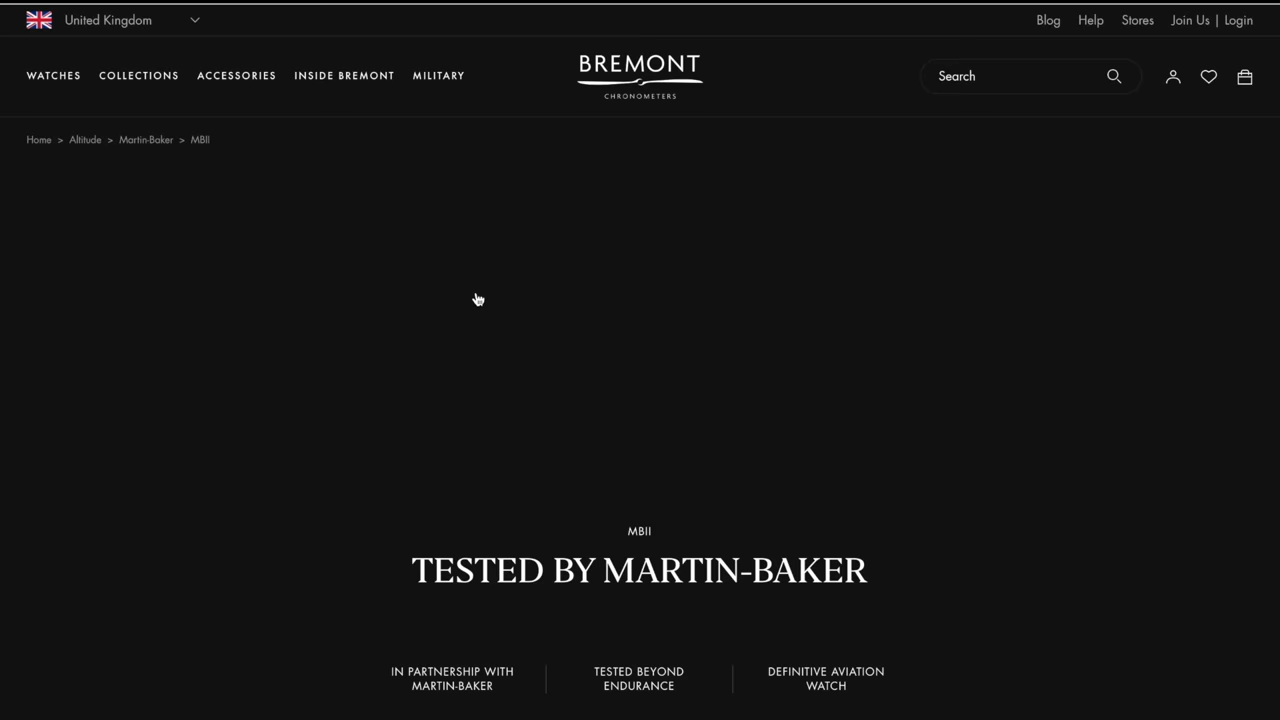 United Kingdom
Blog Help Stores Join Us | Login
WATCHES COLLECTIONS ACCESSORIES INSIDE BREMONT MILITARY
BREMONT
CHRONOMETERS
Search
Home > Altitude > Martin-Baker > MBII
MBII
TESTED BY MARTIN-BAKER
IN PARTNERSHIP WITH
MARTIN-BAKER
TESTED BEYOND
ENDURANCE
DEFINITIVE AVIATION
WATCH